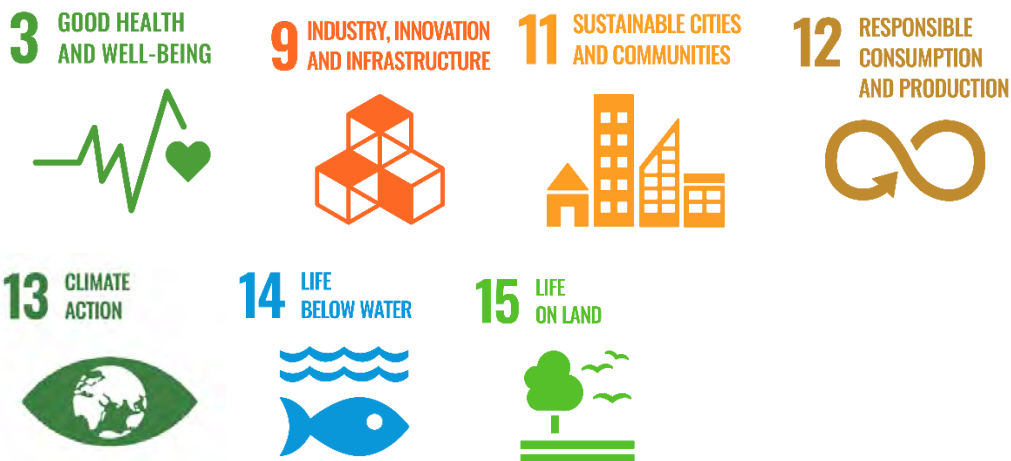 3 GOOD HEALTH
AND WELL-BEING
9 INDUSTRY, INNOVATION
AND INFRASTRUCTURE
11 SUSTAINABLE CITIES
AND COMMUNITIES
12 RESPONSIBLE
CONSUMPTION
AND PRODUCTION
13 CLIMATE
ACTION
14 LIFE
BELOW WATER
15 LIFE
ON LAND